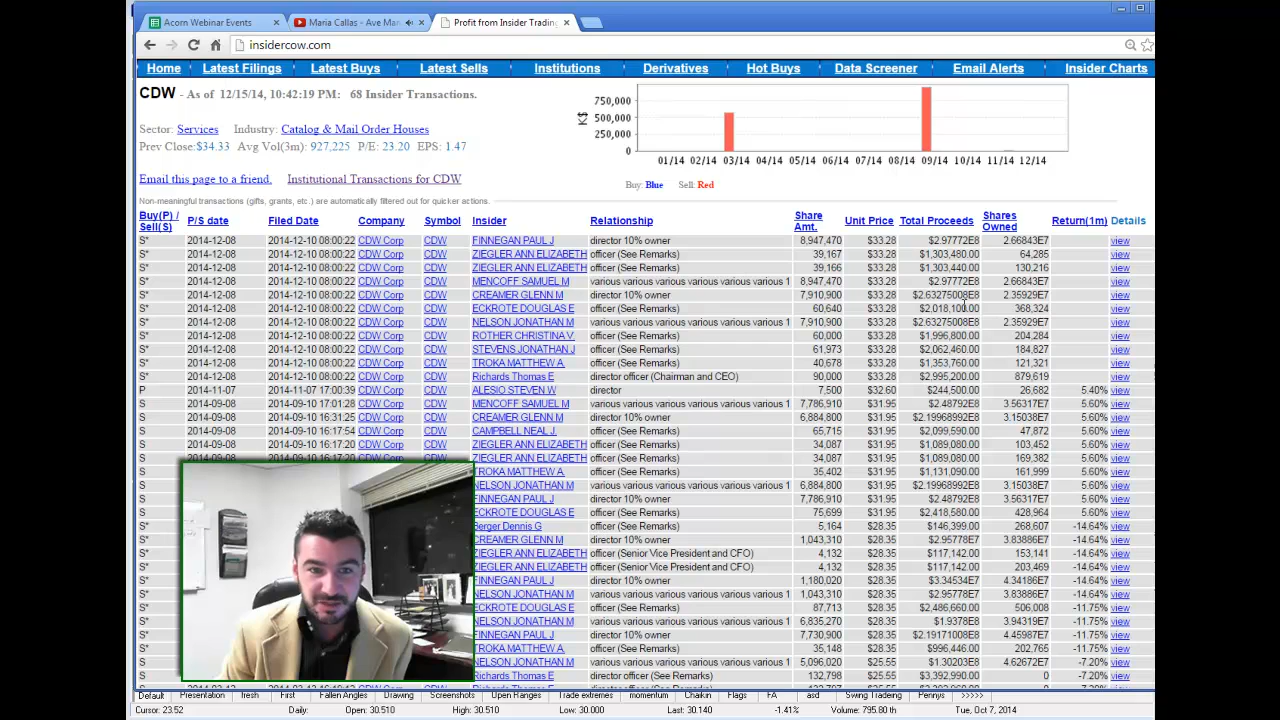 Acorn Webinar Events
Maria Callas - Ave Mar
Profit from Insider Trading
insidercow.com
Home Latest Filings Latest Buys Latest Sells Institutions Derivatives Hot Buys Data Screener Email Alerts Insider Charts
CDW - As of 12/15/14, 10:42:19 PM: 68 Insider Transactions.
Sector: Services Industry: Catalog & Mail Order Houses
Prev Close:$34.33 Avg Vol(3m): 927,225 P/E: 23.20 EPS: 1.47
K$
750,000
500,000
250,000
0
01/14 02/14 03/14 04/14 05/14 06/14 07/14 08/14 09/14 10/14 11/14 12/14
Buy: Blue Sell: Red
Email this page to a friend. Institutional Transactions for CDW
Non-meaningful transactions (gifts, grants, etc.) are automatically filtered out for quicker actions.
Buy(P) / Sell(S) P/S date Filed Date Company Symbol Insider Relationship Share Amt. Unit Price Total Proceeds Shares Owned Return(1m) Details
S* 2014-12-08 2014-12-10 08:00:22 CDW Corp CDW FINNEGAN PAUL J director 10% owner 8,947,470 $33.28 $2.97772E8 2.66843E7 view
S* 2014-12-08 2014-12-10 08:00:22 CDW Corp CDW ZIEGLER ANN ELIZABETH officer (See Remarks) 39,167 $33.28 $1,303,480.00 64,285 view
S* 2014-12-08 2014-12-10 08:00:22 CDW Corp CDW ZIEGLER ANN ELIZABETH officer (See Remarks) 39,166 $33.28 $1,303,440.00 130,216 view
S* 2014-12-08 2014-12-10 08:00:22 CDW Corp CDW MENCOFF SAMUEL M various various various various various 1 8,947,470 $33.28 $2.97772E8 2.66843E7 view
S* 2014-12-08 2014-12-10 08:00:22 CDW Corp CDW CREAMER GLENN M director 10% owner 7,910,900 $33.28 $2.63275008E8 2.35929E7 view
S* 2014-12-08 2014-12-10 08:00:22 CDW Corp CDW ECKROTE DOUGLAS E officer (See Remarks) 60,640 $33.28 $2,018,100.00 368,324 view
S* 2014-12-08 2014-12-10 08:00:22 CDW Corp CDW NELSON JONATHAN M various various various various various 1 7,910,900 $33.28 $2.63275008E8 2.35929E7 view
S* 2014-12-08 2014-12-10 08:00:22 CDW Corp CDW ROTHER CHRISTINA V. officer (See Remarks) 60,000 $33.28 $1,996,800.00 204,284 view
S* 2014-12-08 2014-12-10 08:00:22 CDW Corp CDW STEVENS JONATHAN J officer (See Remarks) 61,973 $33.28 $2,062,460.00 184,827 view
S* 2014-12-08 2014-12-10 08:00:22 CDW Corp CDW TROKA MATTHEW A. officer (See Remarks) 40,678 $33.28 $1,353,760.00 121,321 view
S* 2014-12-08 2014-12-10 08:00:22 CDW Corp CDW Richards Thomas E director officer (Chairman and CEO) 90,000 $33.28 $2,995,200.00 879,619 view
P 2014-11-07 2014-11-07 17:00:39 CDW Corp CDW ALESIO STEVEN W director 7,500 $32.60 $244,500.00 26,662 5.40% view
S 2014-09-08 2014-09-10 17:01:28 CDW Corp CDW MENCOFF SAMUEL M various various various various various 1 7,786,910 $31.95 $2.48792E8 3.56317E7 5.60% view
S 2014-09-08 2014-09-10 16:31:25 CDW Corp CDW CREAMER GLENN M director 10% owner 6,884,800 $31.95 $2.19968992E8 3.15038E7 5.60% view
S 2014-09-08 2014-09-10 16:17:54 CDW Corp CDW CAMPBELL NEAL J. officer (See Remarks) 65,715 $31.95 $2,099,590.00 47,872 5.60% view
S 2014-09-08 2014-09-10 16:17:20 CDW Corp CDW ZIEGLER ANN ELIZABETH officer (See Remarks) 34,087 $31.95 $1,089,080.00 103,452 5.60% view
S 2014-09-08 2014-09-10 16:17:20 CDW Corp CDW ZIEGLER ANN ELIZABETH officer (See Remarks) 34,087 $31.95 $1,089,080.00 169,382 5.60% view
S TROKA MATTHEW A. officer (See Remarks) 35,402 $31.95 $1,131,090.00 161,999 5.60% view
S NELSON JONATHAN M various various various various various 1 6,884,800 $31.95 $2.19968992E8 3.15038E7 5.60% view
S FINNEGAN PAUL J director 10% owner 7,786,910 $31.95 $2.48792E8 3.56317E7 5.60% view
S ECKROTE DOUGLAS E officer (See Remarks) 75,699 $31.95 $2,418,580.00 428,964 5.60% view
S Berger Dennis G officer (See Remarks) 5,164 $28.35 $146,399.00 268,607 -14.64% view
S* CREAMER GLENN M director 10% owner 1,043,310 $28.35 $2.95778E7 3.83886E7 -14.64% view
S* ZIEGLER ANN ELIZABETH officer (Senior Vice President and CFO) 4,132 $28.35 $117,142.00 153,141 -14.64% view
S* ZIEGLER ANN ELIZABETH officer (Senior Vice President and CFO) 4,132 $28.35 $117,142.00 203,469 -14.64% view
S* FINNEGAN PAUL J director 10% owner 1,180,020 $28.35 $3.34534E7 4.34186E7 -14.64% view
S* NELSON JONATHAN M various various various various various 1 1,043,310 $28.35 $2.95778E7 3.83886E7 -14.64% view
S* ECKROTE DOUGLAS E officer (See Remarks) 87,713 $28.35 $2,486,660.00 506,008 -11.75% view
S* NELSON JONATHAN M various various various various various 1 6,835,270 $28.35 $1.9378E8 3.94319E7 -11.75% view
S* FINNEGAN PAUL J director 10% owner 7,730,900 $28.35 $2.19171008E8 4.45987E7 -11.75% view
S* TROKA MATTHEW A. officer (See Remarks) 35,146 $28.35 $996,446.00 202,765 -11.75% view
S NELSON JONATHAN M various various various various various 1 5,096,020 $25.55 $1.30203E8 4.62672E7 -7.20% view
S Richards Thomas E director officer (See Remarks) 132,798 $25.55 $3,392,990.00 0 -7.20% view
Default Presentation fresh First Fallen Angles Drawing Screenshots Open Ranges Trade extremes momentum Chaikin Flags FA asd Swing Tradeing Pennys >>>>>
Cursor: 23.52 Daily: Open: 30.510 High: 30.510 Low: 30.000 Last: 30.140 -1.41% Volume: 795.80 th Tue, Oct 7, 2014